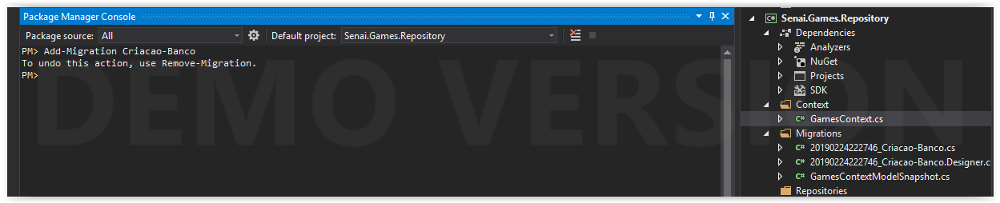 Package Manager Console
Package source: All
Default project: Senai.Games.Repository
PM> Add-Migration Criacao-Banco
To undo this action, use Remove-Migration.
PM>
DEMO VERSION
Senai.Games.Repository
Dependencies
Analyzers
NuGet
Projects
SDK
Context
C# GamesContext.cs
Migrations
C# 20190224222746_Criacao-Banco.cs
C# 20190224222746_Criacao-Banco.Designer.c
C# GamesContextModelSnapshot.cs
Repositories